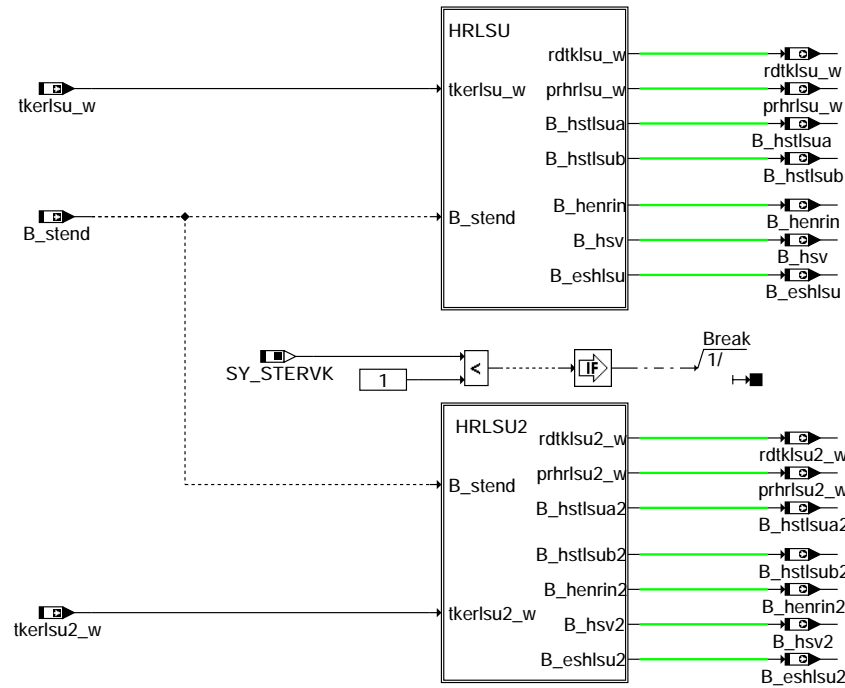 HRLSU
rdtklsu_w
rdtklsu_w
tkerlsu_w
tkerlsu_w
prhrlsu_w
prhrlsu_w
B_hstlsua
B_hstlsua
B_hstlsub
B_hstlsub
B_stend
B_stend
B_henrin
B_henrin
B_hsv
B_hsv
B_eshlsu
B_eshlsu
SY_STERVK
1
<
IF
Break
1/
HRLSU2
rdtklsu2_w
rdtklsu2_w
B_stend
prhrlsu2_w
prhrlsu2_w
B_hstlsua2
B_hstlsua2
B_hstlsub2
B_hstlsub2
B_henrin2
B_henrin2
tkerlsu2_w
tkerlsu2_w
B_hsv2
B_hsv2
B_eshlsu2
B_eshlsu2